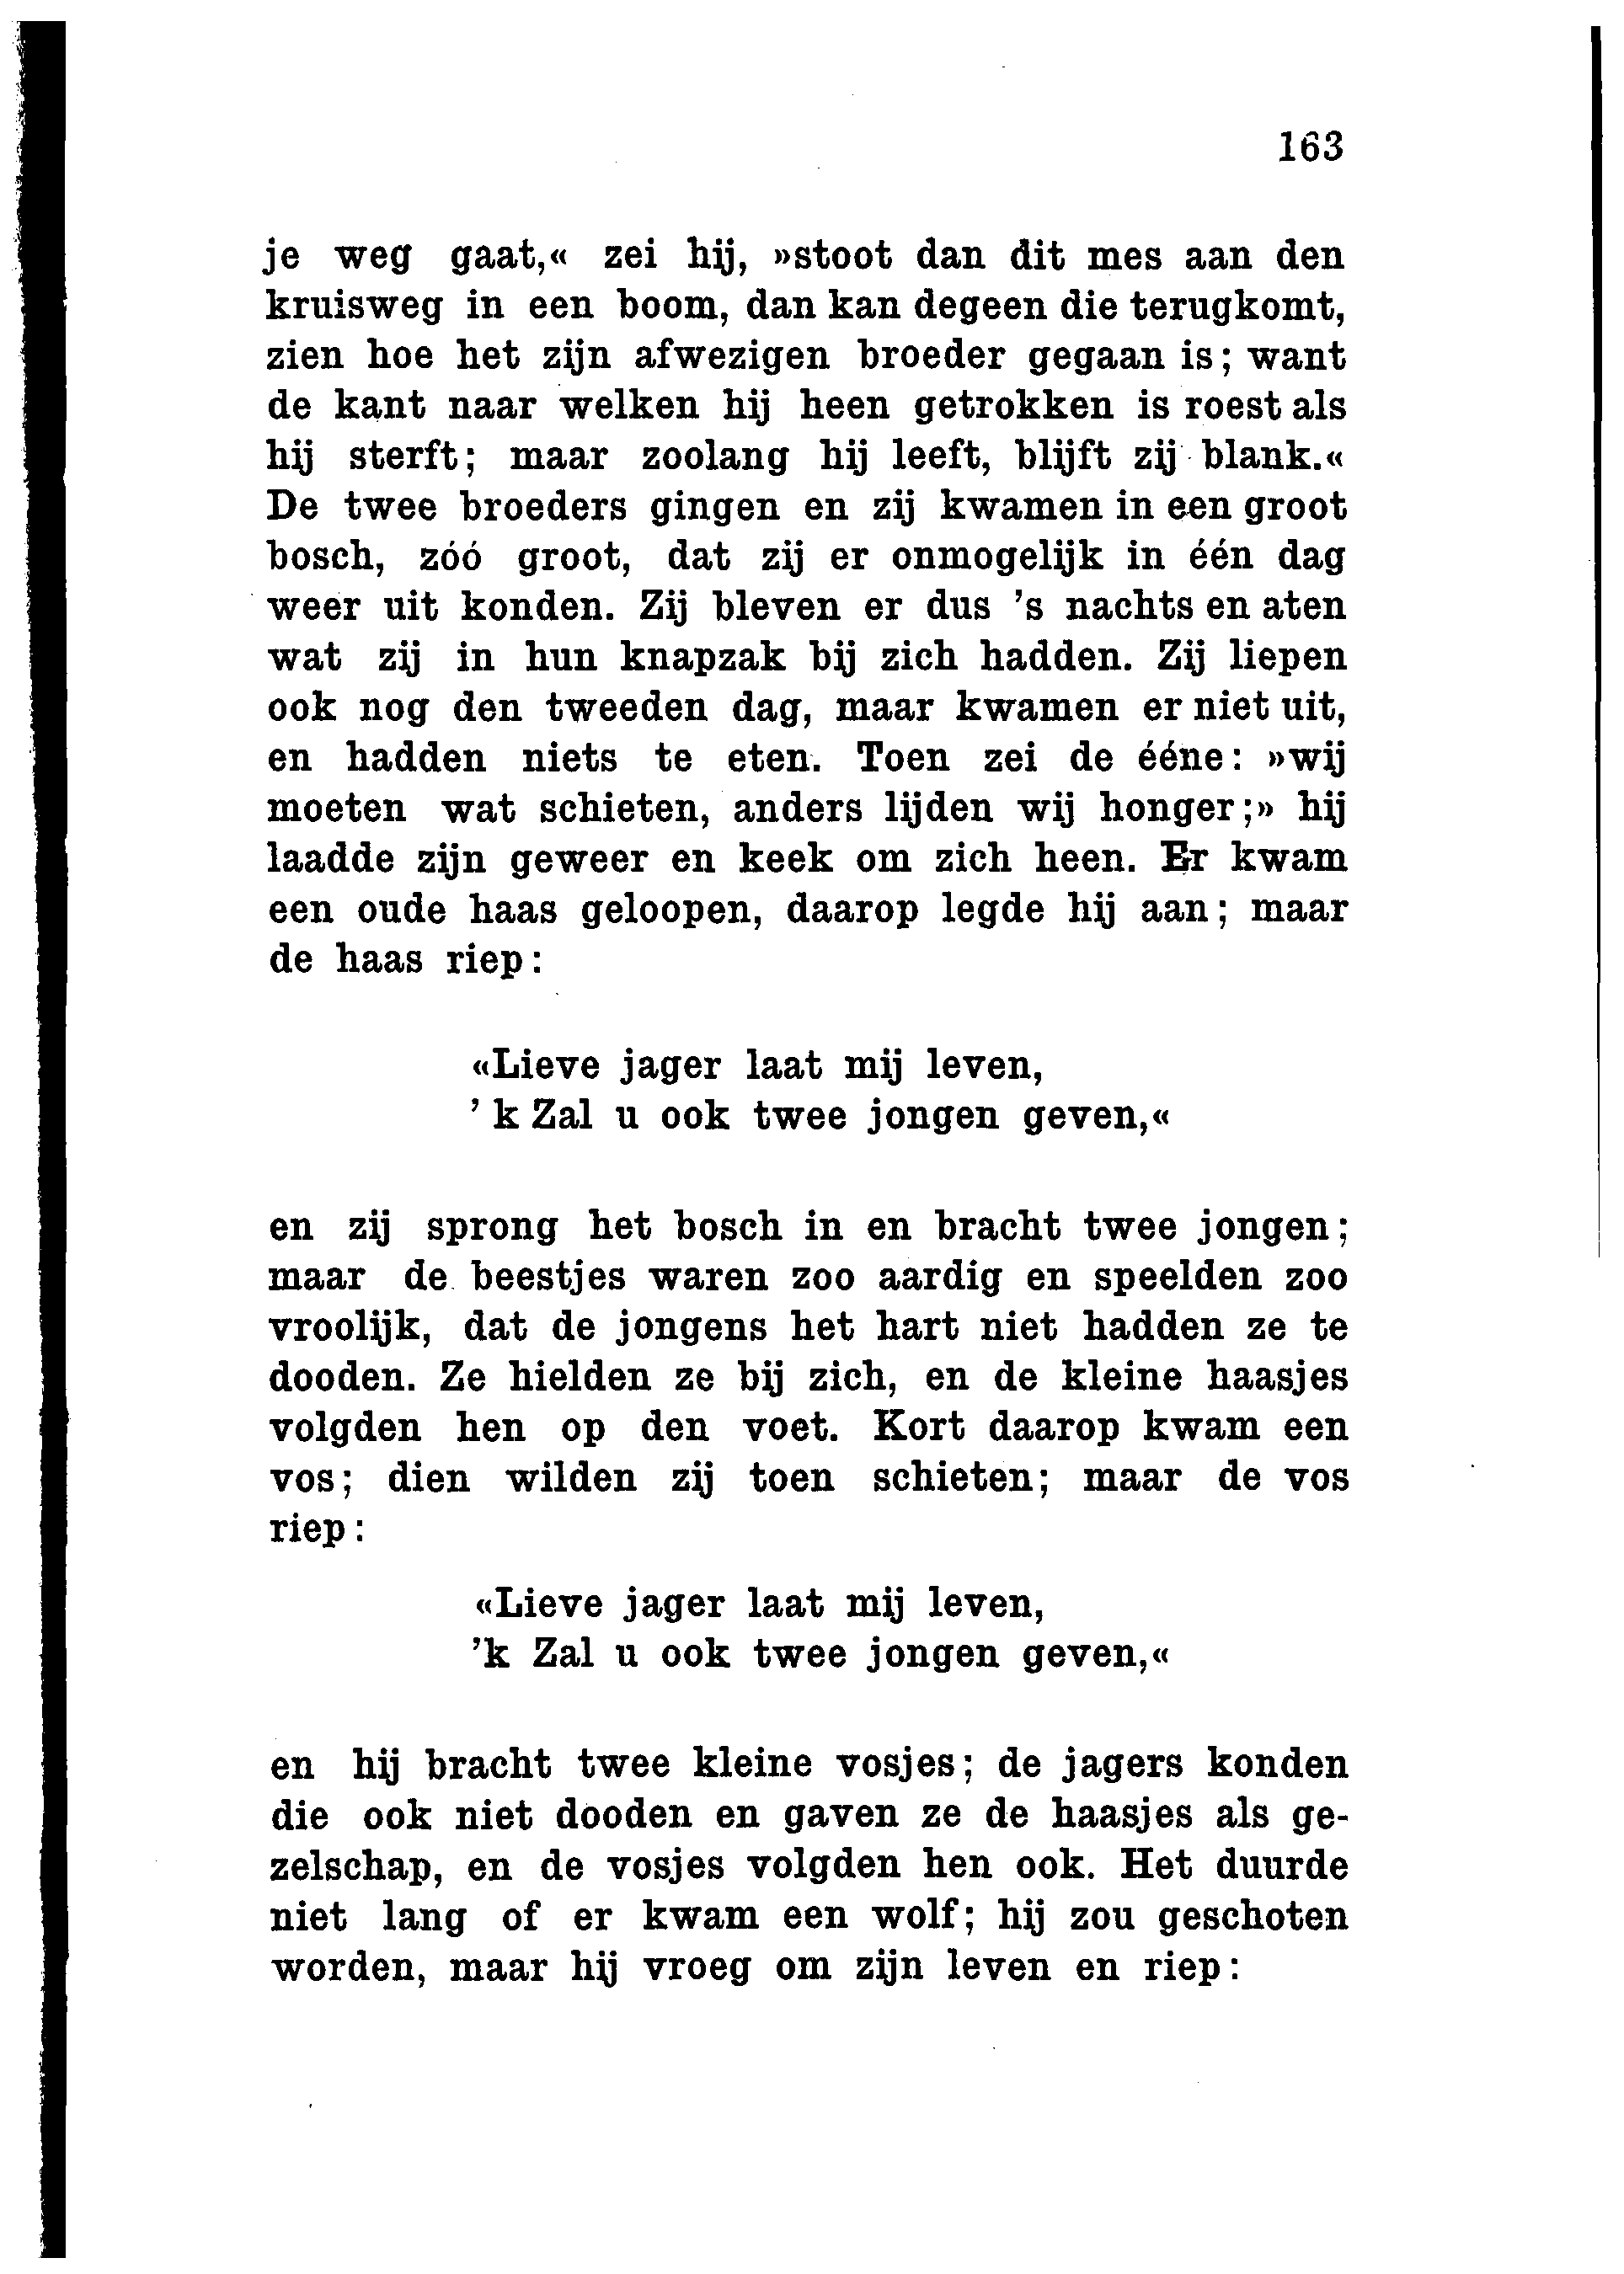 163
je weg gaat,« zei hij, »stoot dan dit mes aan den
kruisweg in een boom, dan kan degeen die terugkomt,
zien hoe het zijn afwezigen broeder gegaan is; want
de kant naar welken hij heen getrokken is roest als
hij sterft; maar zoolang hij leeft, blijft zij blank.«
De twee broeders gingen en zij kwamen in een groot
bosch, zóó groot, dat zij er onmogelijk in één dag
weer uit konden. Zij bleven er dus 's nachts en aten
wat zij in hun knapzak bij zich hadden. Zij liepen
ook nog den tweeden dag, maar kwamen er niet uit,
en hadden niets te eten. Toen zei de ééne: »wij
moeten wat schieten, anders lijden wij honger;» hij
laadde zijn geweer en keek om zich heen. Er kwam
een oude haas geloopen, daarop legde hij aan; maar
de haas riep:
«Lieve jager laat mij leven,
' k Zal u ook twee jongen geven,«
en zij sprong het bosch in en bracht twee jongen;
maar de beestjes waren zoo aardig en speelden zoo
vroolijk, dat de jongens het hart niet hadden ze te
dooden. Ze hielden ze bij zich, en de kleine haasjes
volgden hen op den voet. Kort daarop kwam een
vos; dien wilden zij toen schieten; maar de vos
riep:
«Lieve jager laat mij leven,
'k Zal u ook twee jongen geven,«
en hij bracht twee kleine vosjes; de jagers konden
die ook niet dooden en gaven ze de haasjes als ge-
zelschap, en de vosjes volgden hen ook. Het duurde
niet lang of er kwam een wolf; hij zou geschoten
worden, maar hij vroeg om zijn leven en riep: